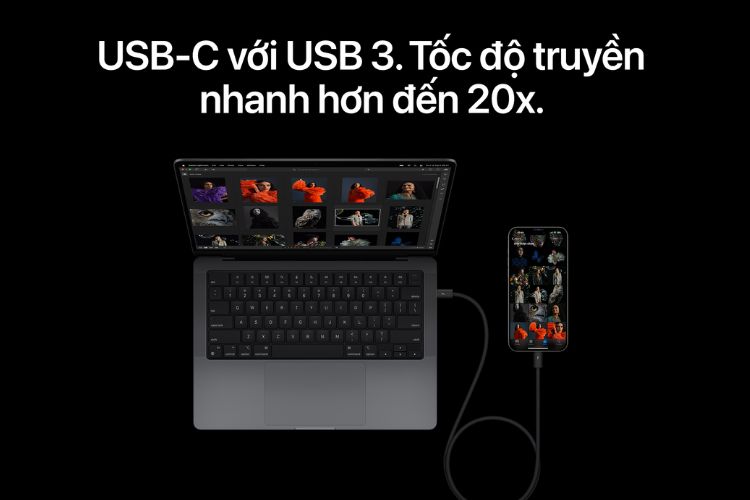 USB-C với USB 3. Tốc độ truyền
nhanh hơn đến 20x.